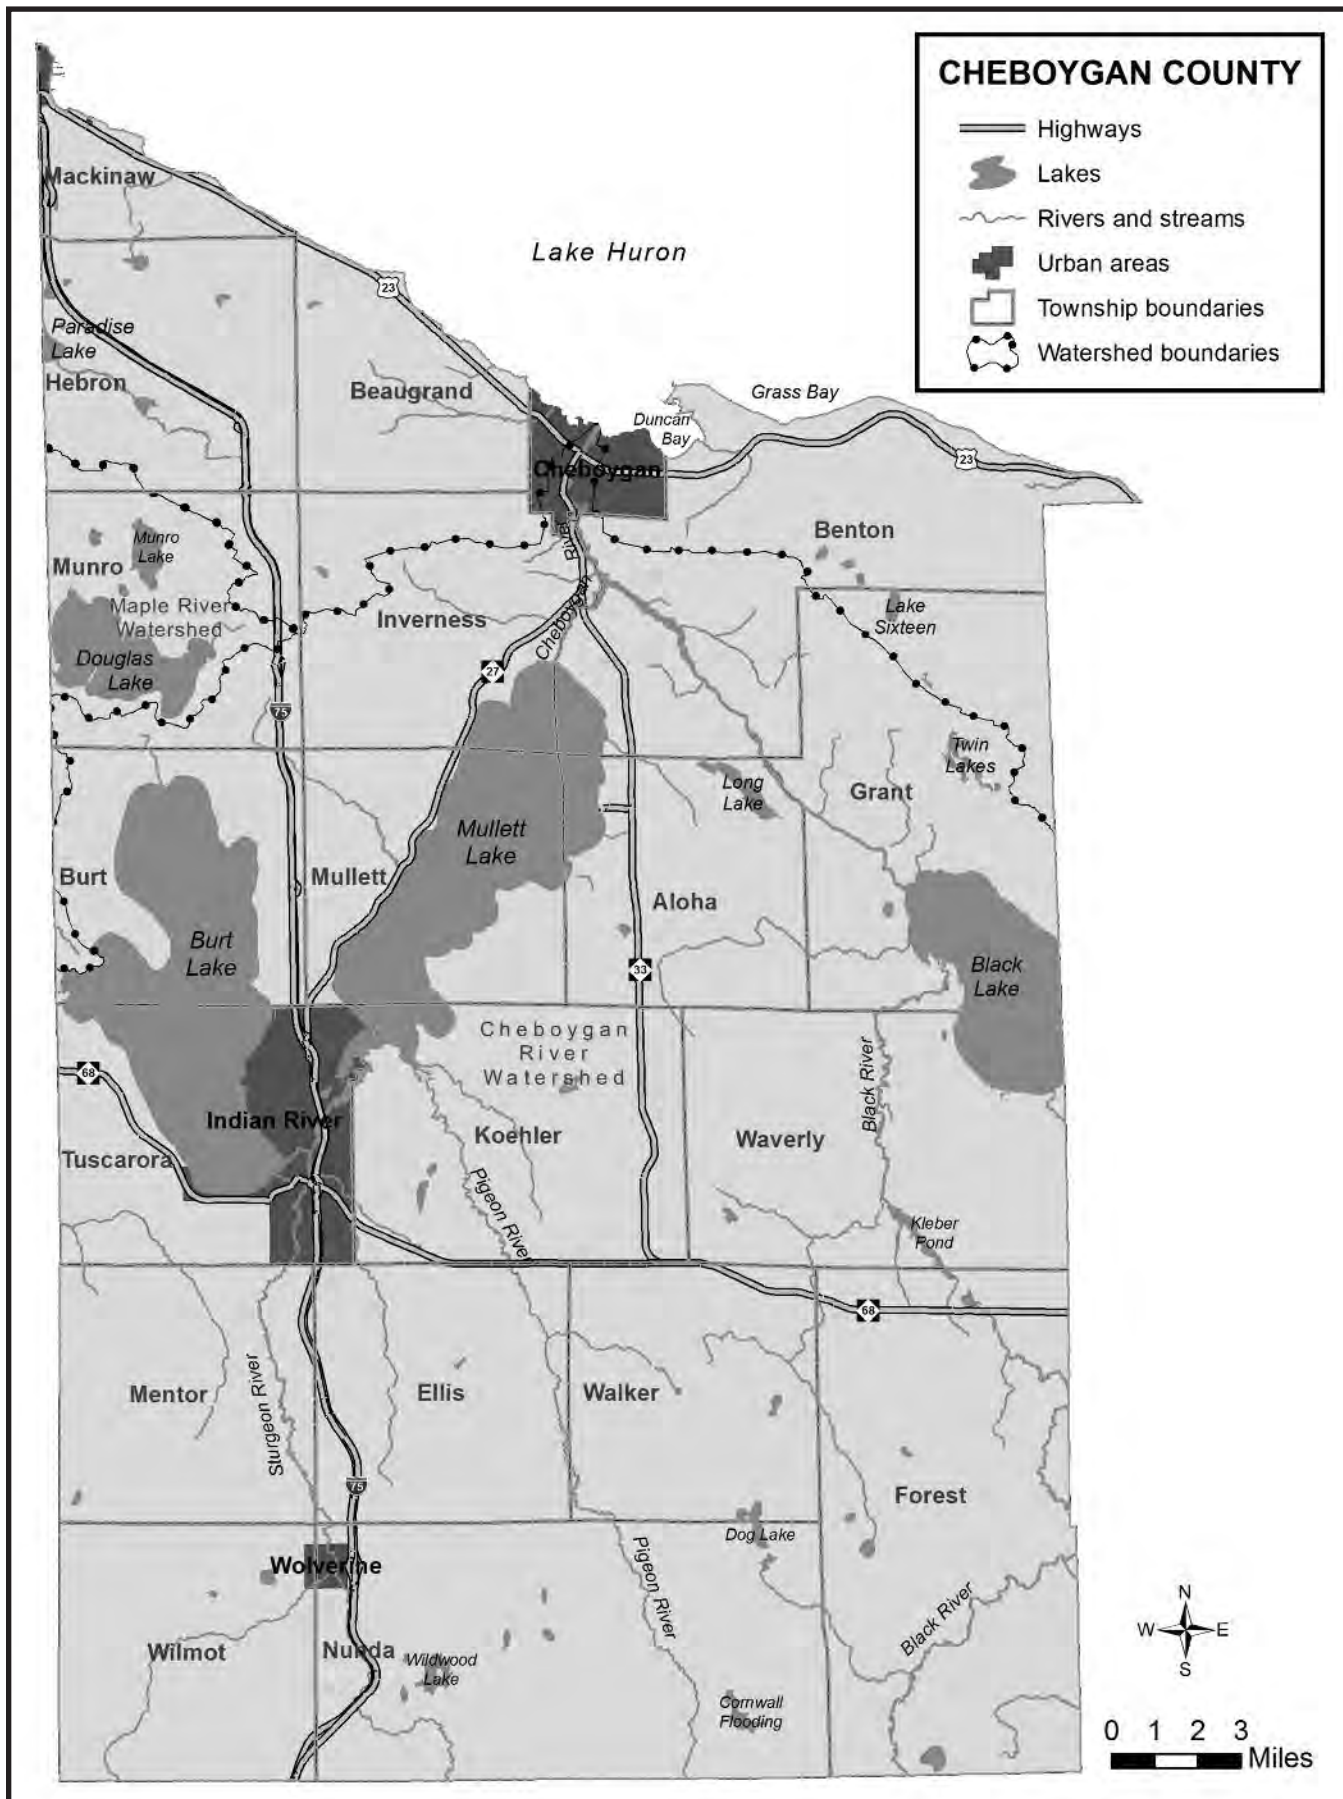 CHEBOYGAN COUNTY
Highways
Lakes
Rivers and streams
Urban areas
Township boundaries
Watershed boundaries
Mackinaw
Lake Huron
23
Paradise
Lake
Hebron
Beaugrand
Grass Bay
Duncan
Bay
23
Cheboygan
Benton
Munro
Lake
Munro
Maple River
Watershed
Douglas
Lake
Inverness
Cheboygan River
Lake
Sixteen
27
75
Twin
Lakes
Long
Lake
Grant
Mullett
Lake
Burt
Mullett
Aloha
Burt
Lake
33
Black
Lake
Cheboygan
River
Watershed
68
Black River
Indian River
Koehler
Waverly
Tuscarora
Pigeon River
Kleber
Pond
68
Mentor
Sturgeon River
Ellis
Walker
75
Forest
Dog Lake
Wolverine
Pigeon River
Black River
Wilmot
Nunda
Wildwood
Lake
Cornwall
Flooding
N
W E
S
0 1 2 3
Miles